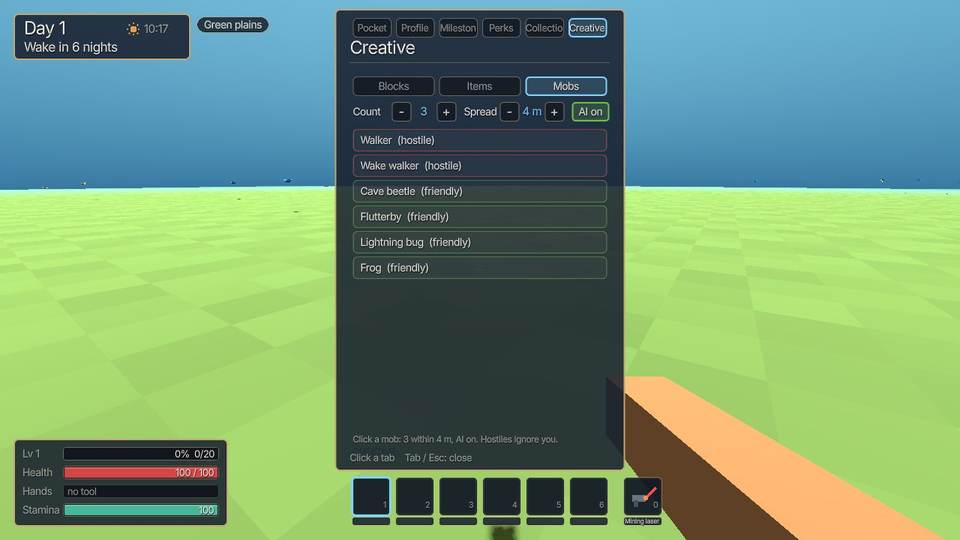 Day 1
10:17
Wake in 6 nights
Green plains
Pocket
Profile
Mileston
Perks
Collectio
Creative
Creative
Blocks
Items
Mobs
Count - 3 + Spread - 4 m + AI on
Walker (hostile)
Wake walker (hostile)
Cave beetle (friendly)
Flutterby (friendly)
Lightning bug (friendly)
Frog (friendly)
Click a mob: 3 within 4 m, AI on. Hostiles ignore you.
Click a tab Tab / Esc: close
Lv 1 0% 0/20
Health 100 / 100
Hands no tool
Stamina 100
1
2
3
4
5
6
0
Mining laser